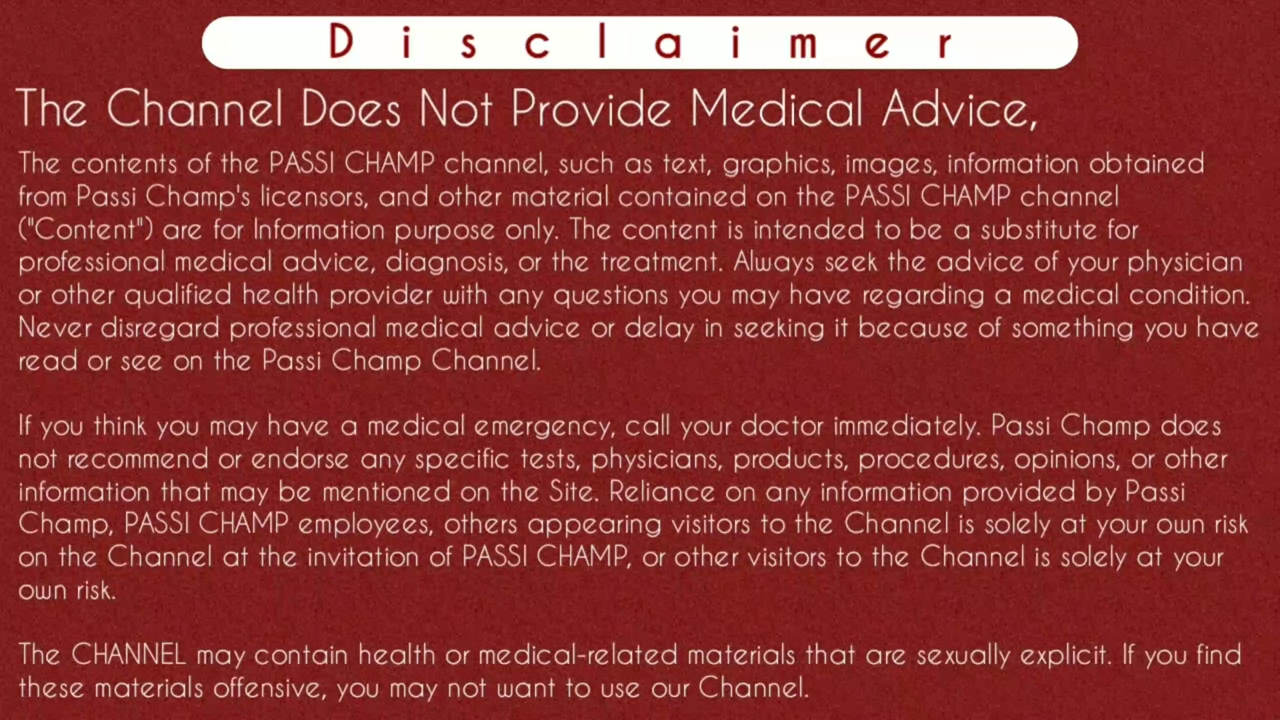 Disclaimer
The Channel Does Not Provide Medical Advice,
The contents of the PASSI CHAMP channel, such as text, graphics, images, information obtained
from Passi Champ's licensors, and other material contained on the PASSI CHAMP channel
("Content") are for Information purpose only. The content is intended to be a substitute for
professional medical advice, diagnosis, or the treatment. Always seek the advice of your physician
or other qualified health provider with any questions you may have regarding a medical condition.
Never disregard professional medical advice or delay in seeking it because of something you have
read or see on the Passi Champ Channel.
If you think you may have a medical emergency, call your doctor immediately. Passi Champ does
not recommend or endorse any specific tests, physicians, products, procedures, opinions, or other
information that may be mentioned on the Site. Reliance on any information provided by Passi
Champ, PASSI CHAMP employees, others appearing visitors to the Channel is solely at your own risk
on the Channel at the invitation of PASSI CHAMP, or other visitors to the Channel is solely at your
own risk.
The CHANNEL may contain health or medical-related materials that are sexually explicit. If you find
these materials offensive, you may not want to use our Channel.